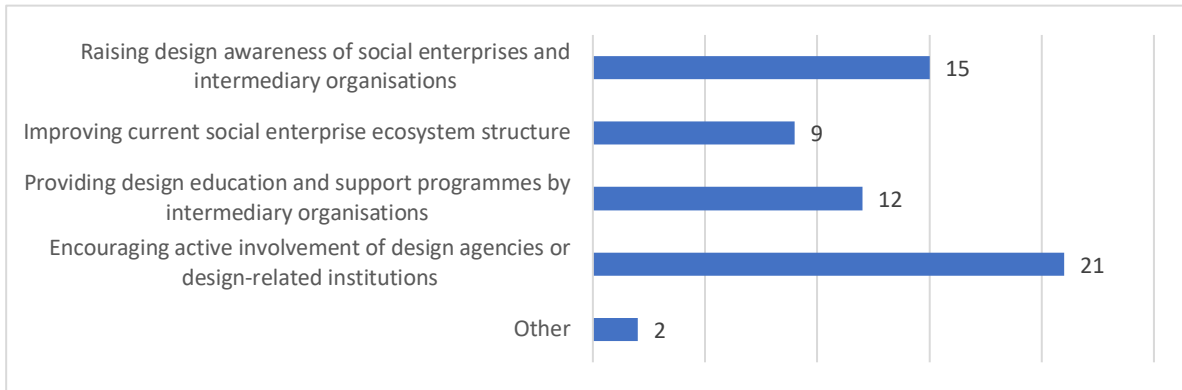 Raising design awareness of social enterprises and
intermediary organisations
15
Improving current social enterprise ecosystem structure
9
Providing design education and support programmes by
intermediary organisations
12
Encouraging active involvement of design agencies or
design-related institutions
21
Other
2